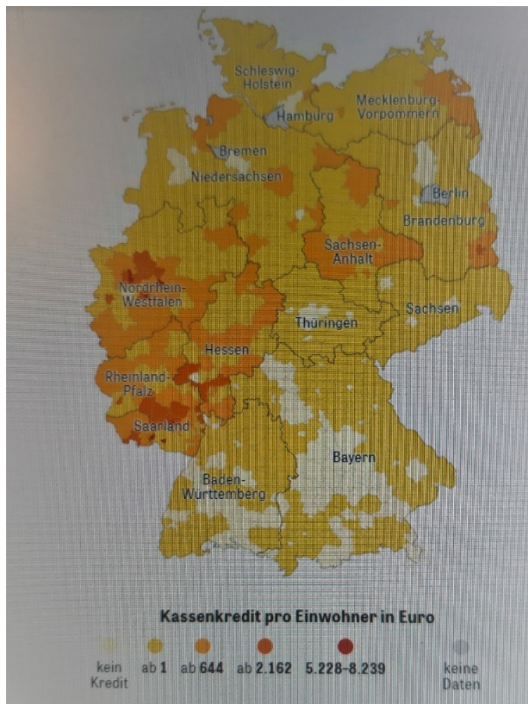 Schleswig-
Holstein
Mecklenburg-
Vorpommern
Hamburg
Bremen
Niedersachsen
Berlin
Brandenburg
Sachsen-
Anhalt
Nordrhein-
Westfalen
Sachsen
Thüringen
Hessen
Rheinland-
Pfalz
Saarland
Bayern
Baden-
Württemberg
Kassenkredit pro Einwohner in Euro
kein
Kredit
ab 1
ab 644
ab 2.162
5.228–8.239
keine
Daten